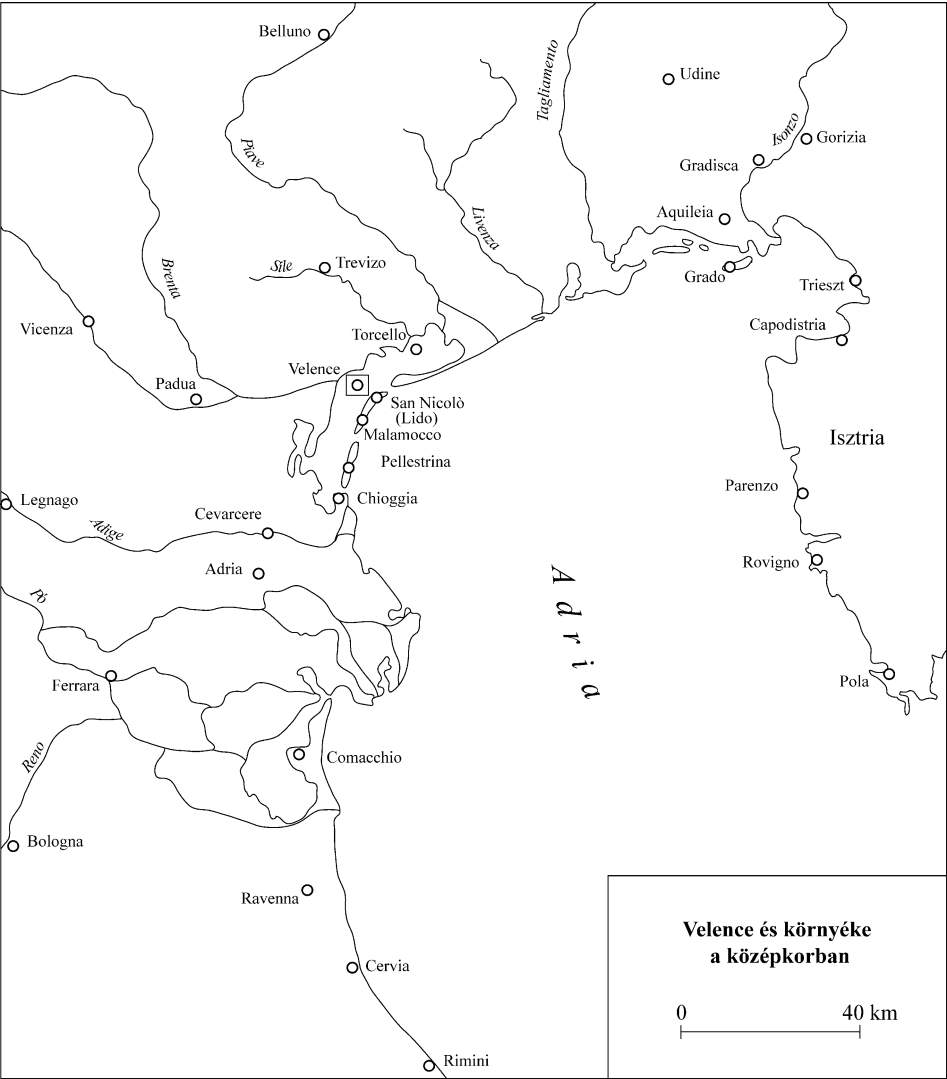 Belluno
Udine
Tagliamento
Isonzo
Gorizia
Piave
Gradisca
Livenza
Aquileia
Sile
Trevizo
Brenta
Grado
Trieszt
Vicenza
Torcello
Capodistria
Velence
Padua
San Nicolò
(Lido)
Malamocco
Isztria
Pellestrina
Parenzo
Legnago
Chioggia
Cevarcere
Adige
Adria
Rovigno
Adria
Pó
Ferrara
Pola
Reno
Comacchio
Bologna
Ravenna
Velence és környéke
a középkorban
Cervia
0 40 km
Rimini